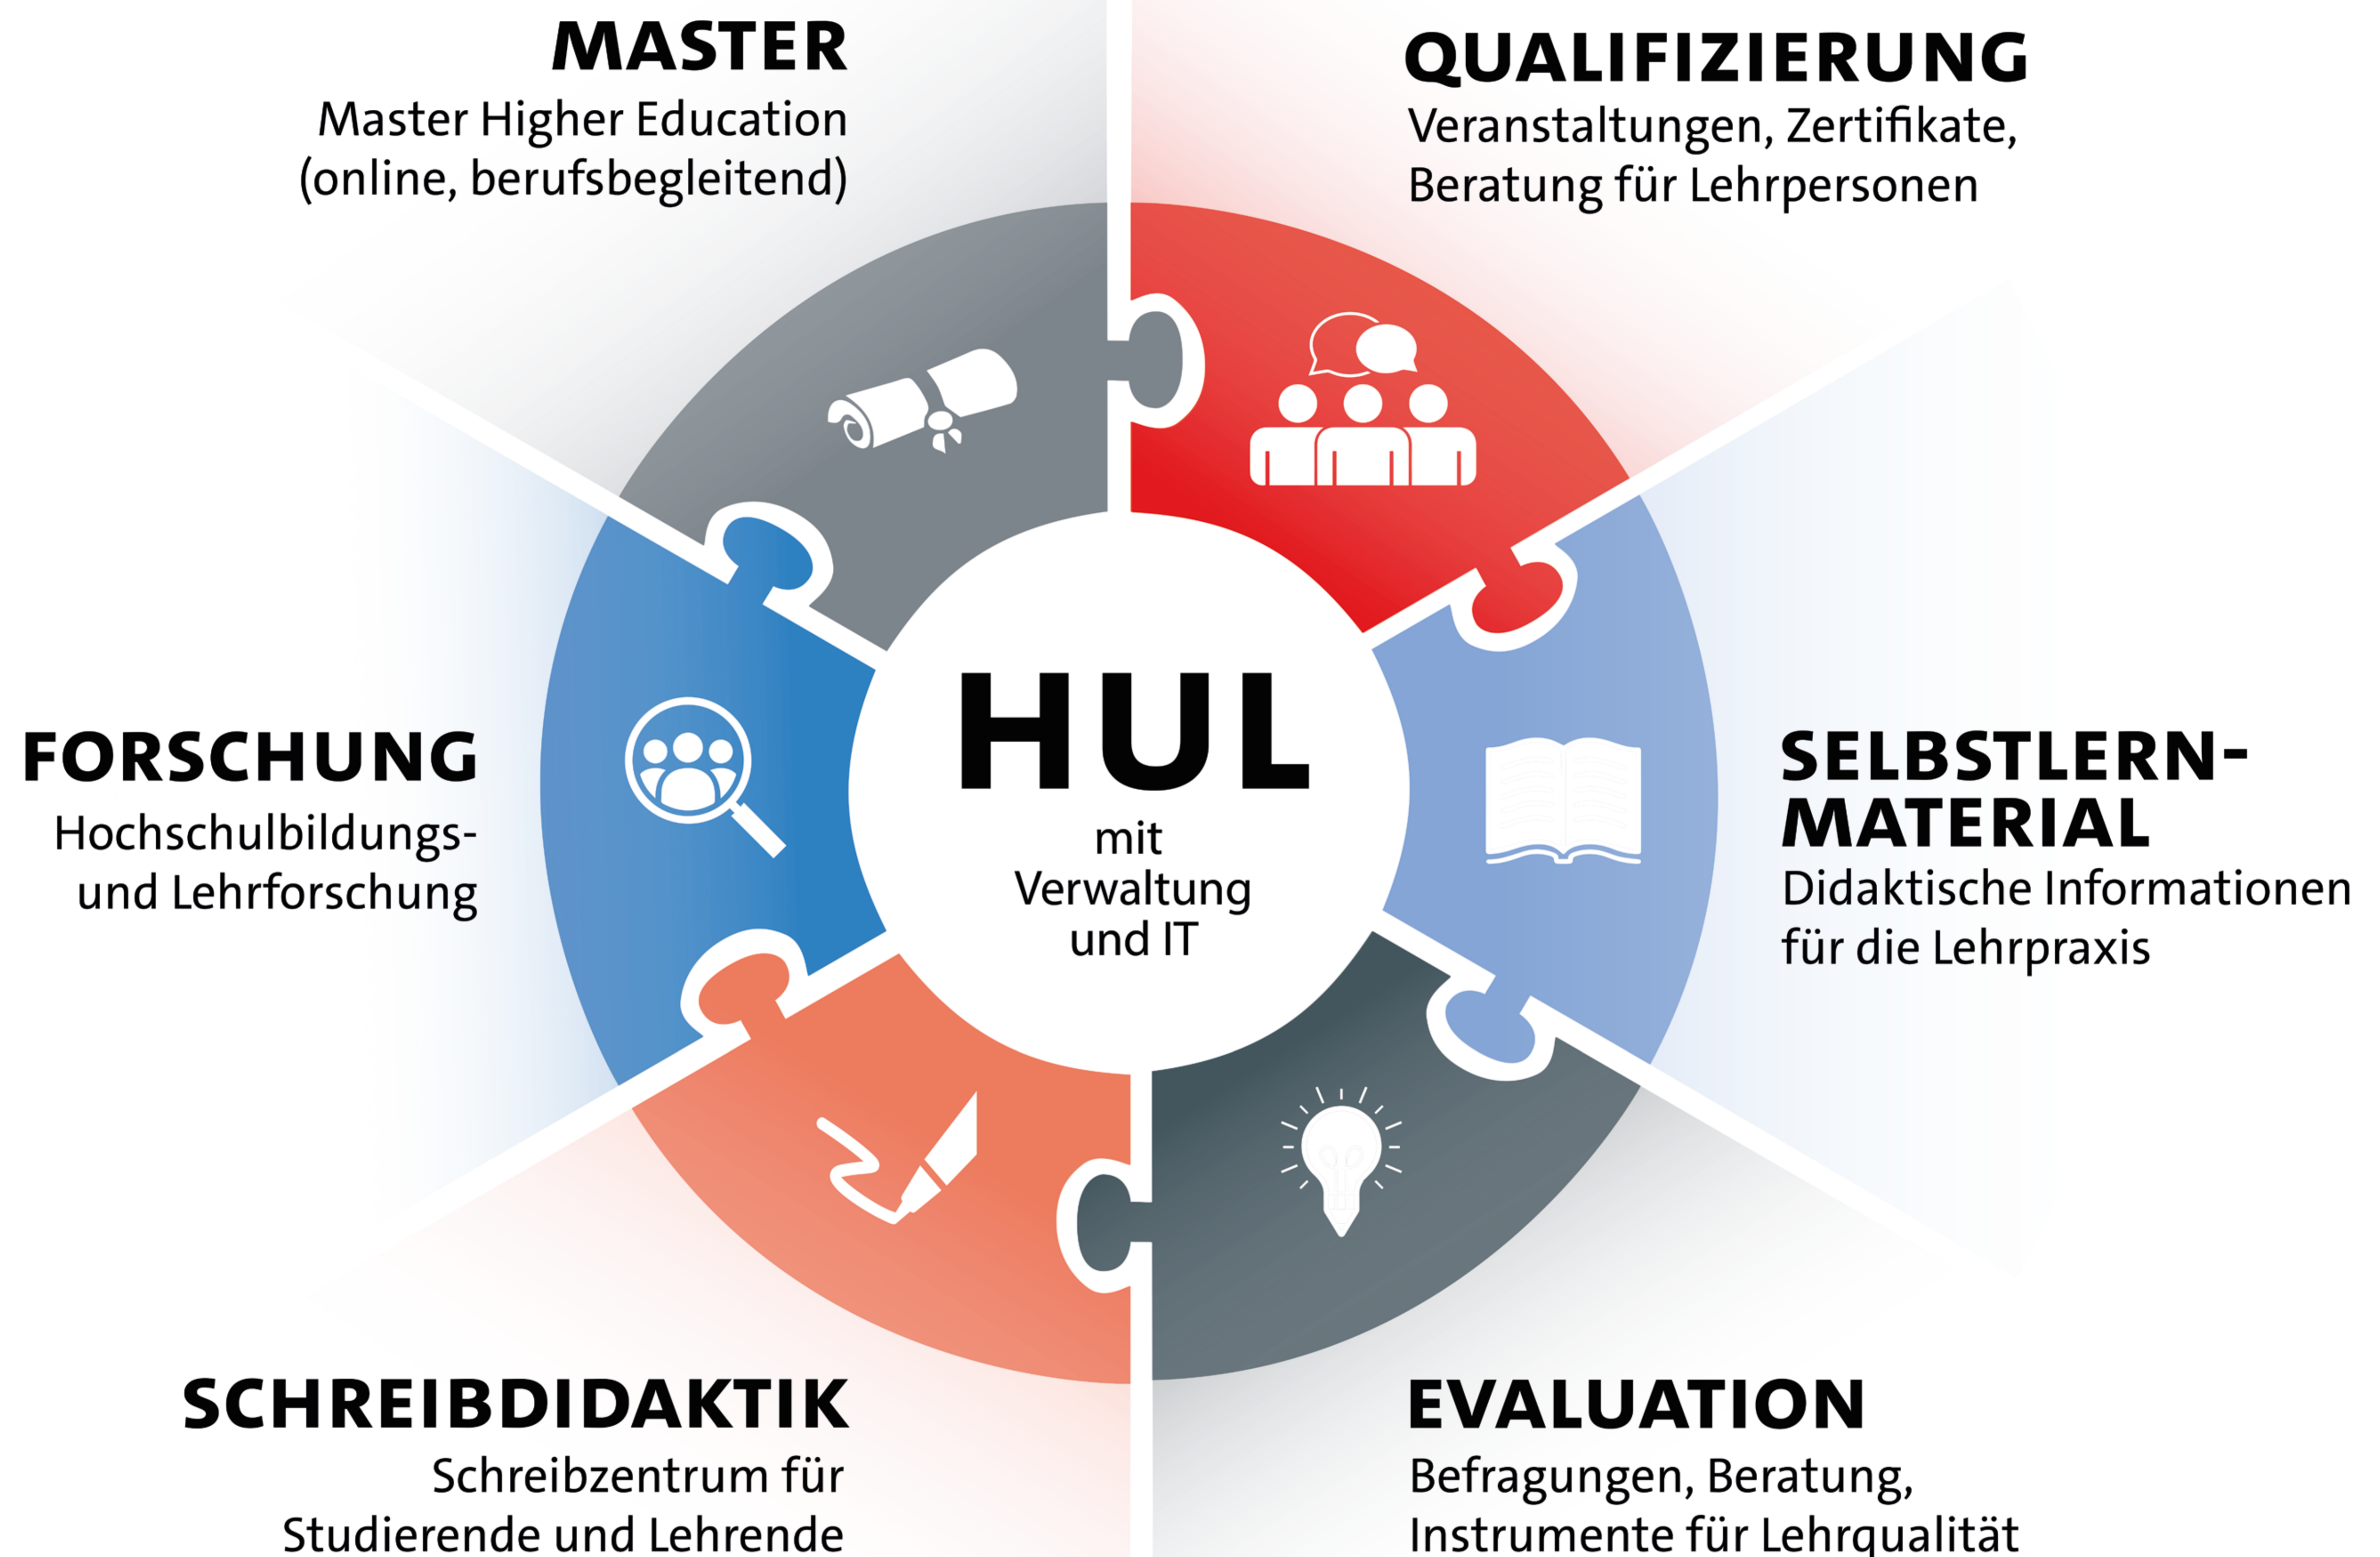 MASTER
Master Higher Education
(online, berufsbegleitend)
QUALIFIZIERUNG
Veranstaltungen, Zertifikate,
Beratung für Lehrpersonen
FORSCHUNG
Hochschulbildungs-
und Lehrforschung
HUL
mit
Verwaltung
und IT
SELBSTLERN-
MATERIAL
Didaktische Informationen
für die Lehrpraxis
SCHREIBDIDAKTIK
Schreibzentrum für
Studierende und Lehrende
EVALUATION
Befragungen, Beratung,
Instrumente für Lehrqualität